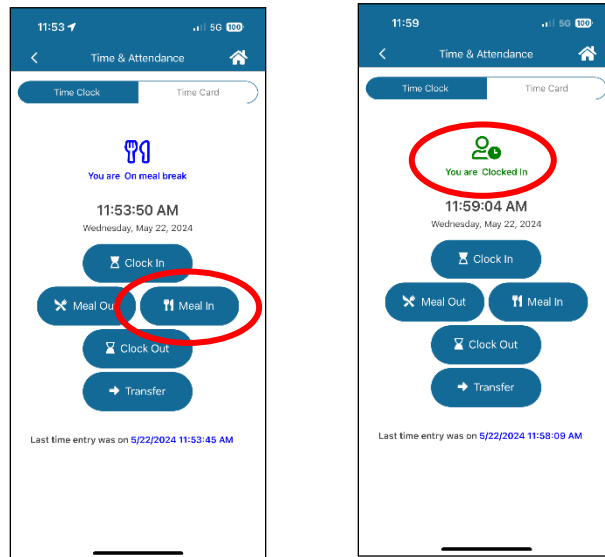 11:53 5G 100
Time & Attendance
Time Clock Time Card
You are On meal break
11:53:50 AM
Wednesday, May 22, 2024
Clock In
Meal Out Meal In
Clock Out
Transfer
Last time entry was on 5/22/2024 11:53:45 AM
11:59 5G 100
Time & Attendance
Time Clock Time Card
You are Clocked In
11:59:04 AM
Wednesday, May 22, 2024
Clock In
Meal Out Meal In
Clock Out
Transfer
Last time entry was on 5/22/2024 11:58:09 AM